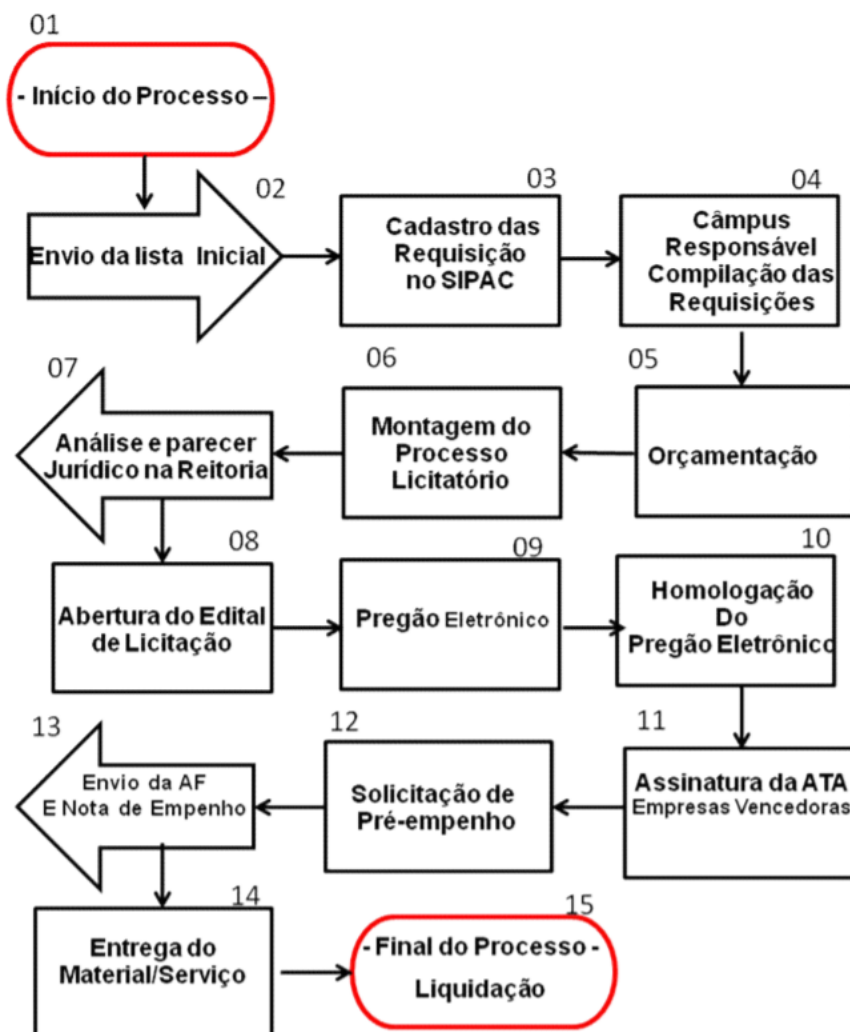 01
- Início do Processo –
02
Envio da lista Inicial
03
Cadastro das
Requisição
no SIPAC
04
Câmpus
Responsável
Compilação das
Requisições
05
Orçamentação
06
Montagem do
Processo
Licitatório
07
Análise e parecer
Jurídico na Reitoria
08
Abertura do Edital
de Licitação
09
Pregão Eletrônico
10
Homologação
Do
Pregão Eletrônico
11
Assinatura da ATA
Empresas Vencedoras
12
Solicitação de
Pré-empenho
13
Envio da AF
E Nota de Empenho
14
Entrega do
Material/Serviço
15
- Final do Processo -
Liquidação